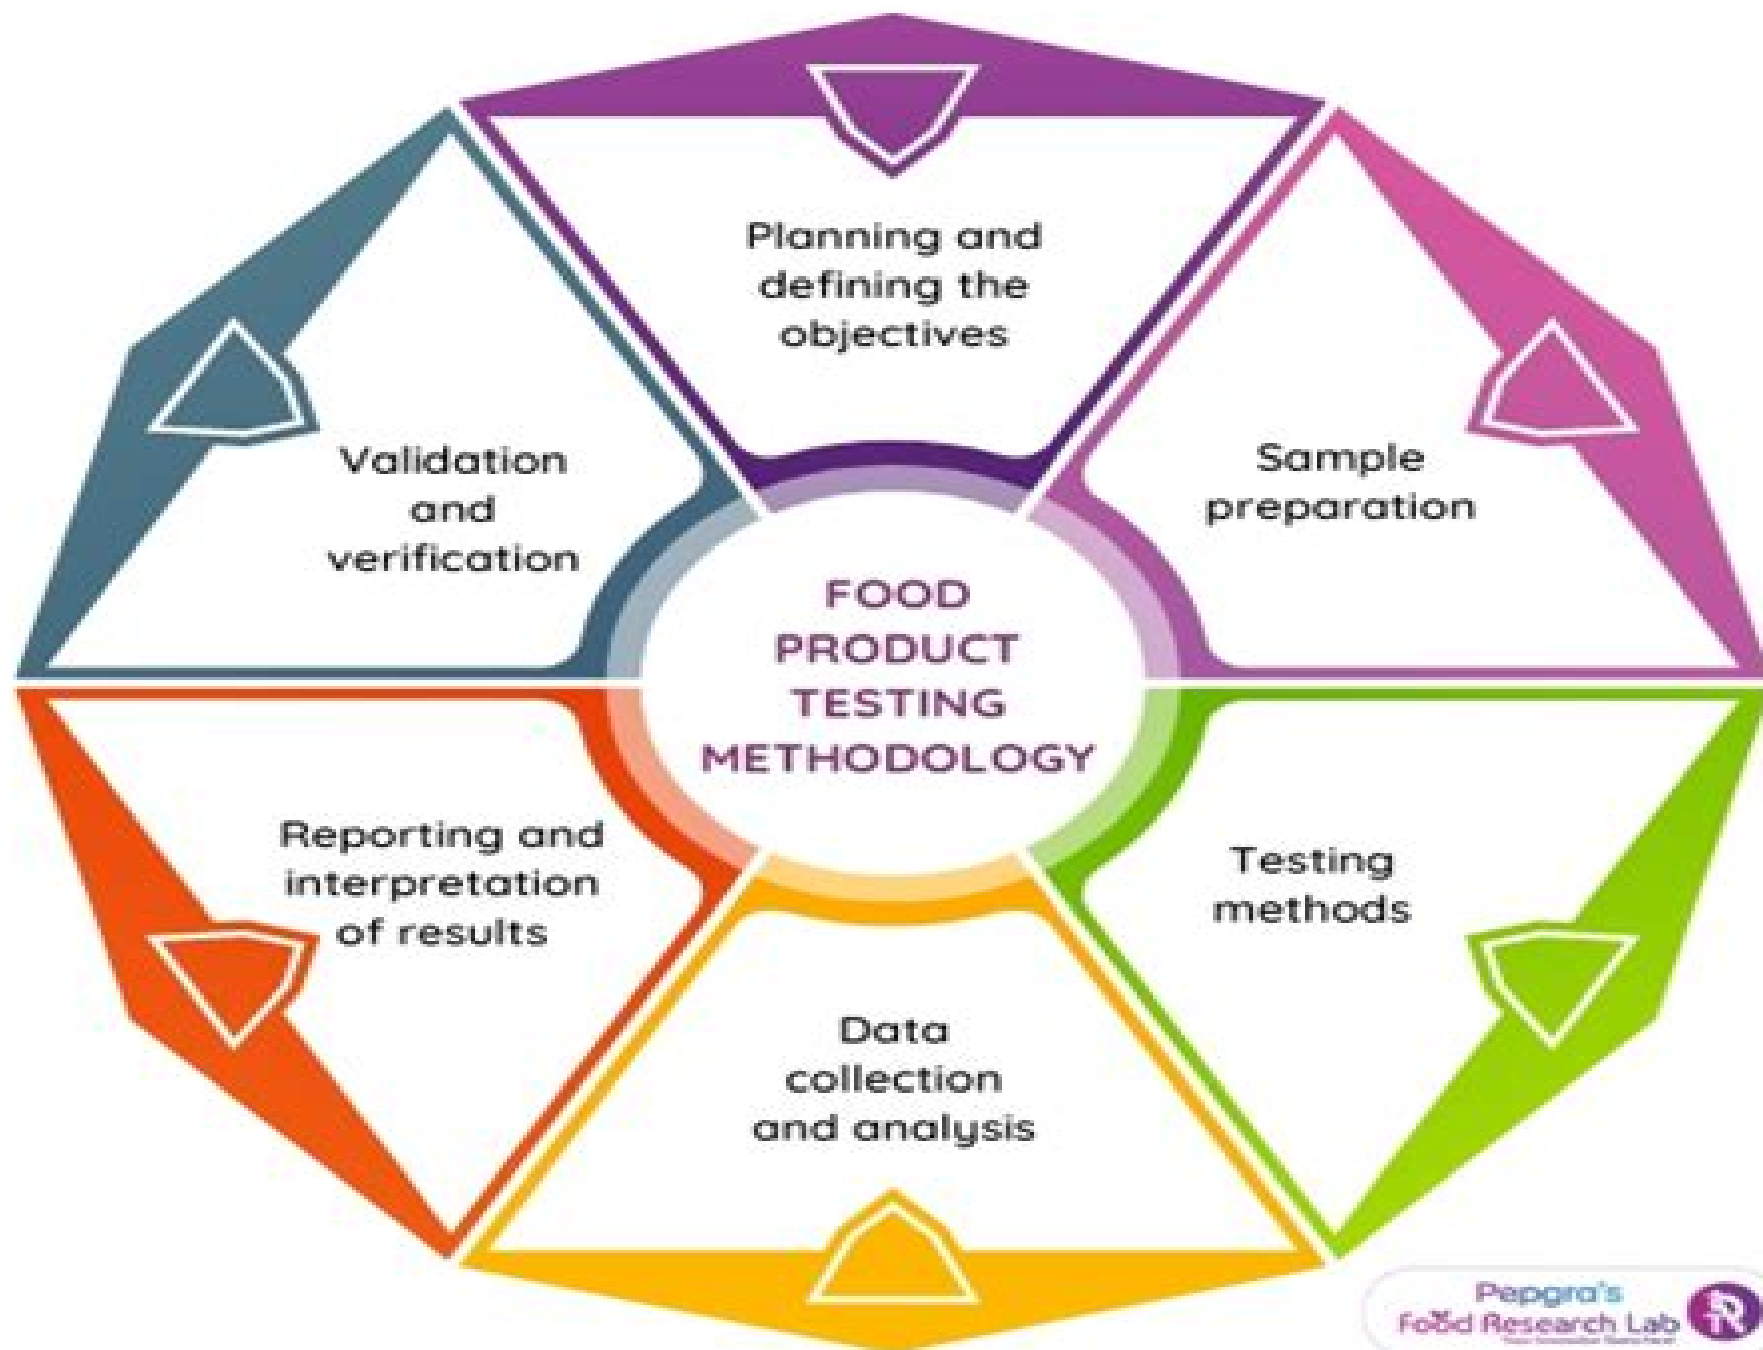 Planning and
defining the
objectives
Sample
preparation
Testing
methods
Data
collection
and analysis
Reporting and
interpretation
of results
Validation
and
verification
FOOD
PRODUCT
TESTING
METHODOLOGY
Pepgra's
Food Research Lab